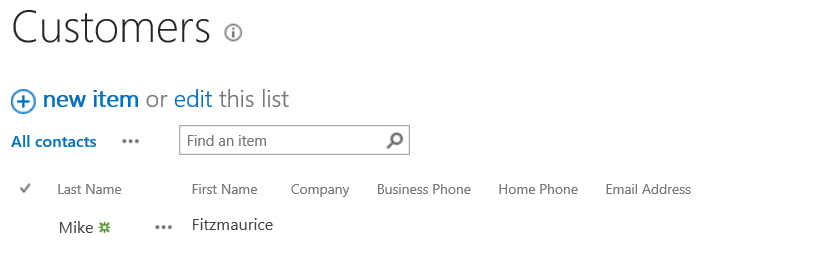 Customers
new item or edit this list
All contacts ••• Find an item
Last Name First Name Company Business Phone Home Phone Email Address
Mike ••• Fitzmaurice